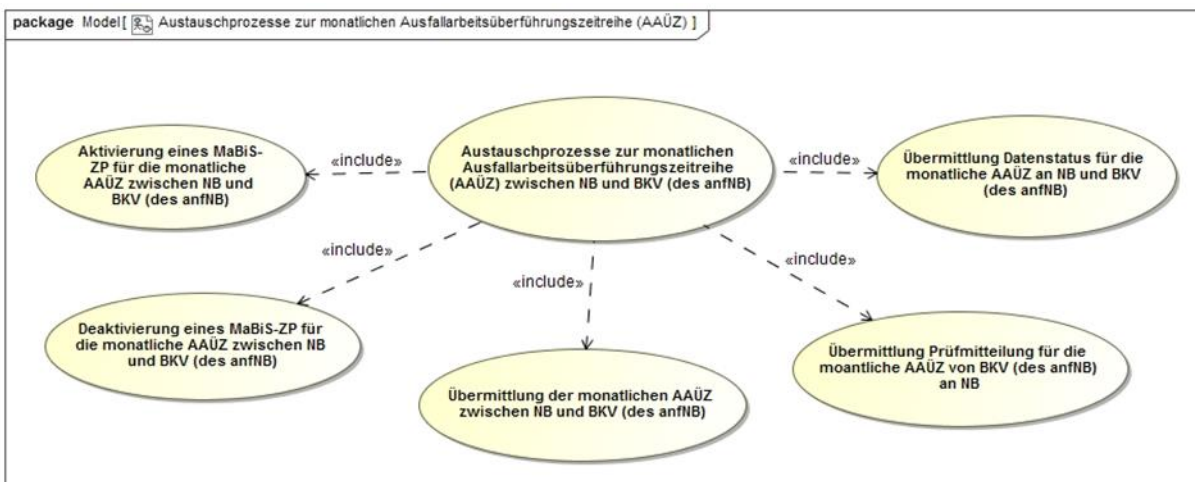 package Model[ Austauschprozesse zur monatlichen Ausfallarbeitsüberführungszeitreihe (AAÜZ) ]
Aktivierung eines MaBiS-
ZP für die monatliche
AAÜZ zwischen NB und
BKV (des anfNB)
«include»
Austauschprozesse zur monatlichen
Ausfallarbeitsüberführungszeitreihe
(AAÜZ) zwischen NB und BKV (des anfNB)
«include»
Übermittlung Datenstatus für die
monatliche AAÜZ an NB und BKV
(des anfNB)
«include»
«include»
«include»
Deaktivierung eines MaBiS-ZP für
die monatliche AAÜZ zwischen NB
und BKV (des anfNB)
Übermittlung der monatlichen AAÜZ
zwischen NB und BKV (des anfNB)
Übermittlung Prüfmitteilung für die
moantliche AAÜZ von BKV (des anfNB)
an NB